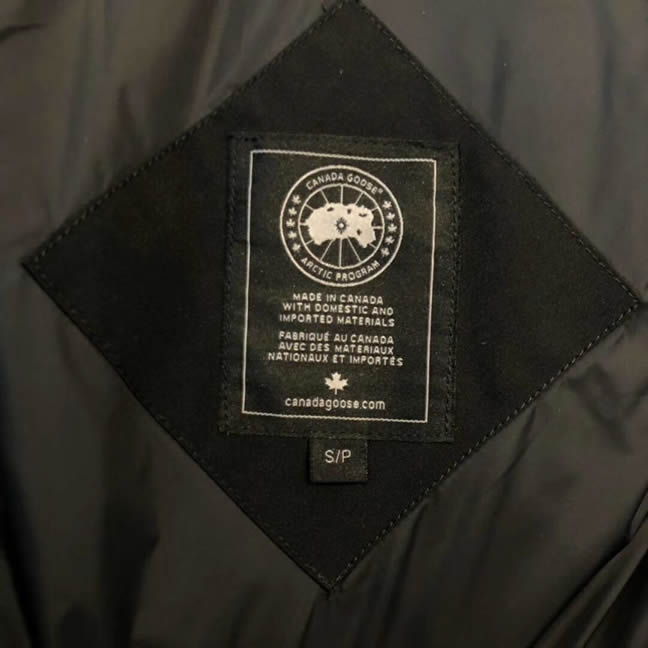 CANADA GOOSE®
ARCTIC PROGRAM
MADE IN CANADA
WITH DOMESTIC AND
IMPORTED MATERIALS
FABRIQUÉ AU CANADA
AVEC DES MATERIAUX
NATIONAUX ET IMPORTÉS
canadagoose.com
S/P